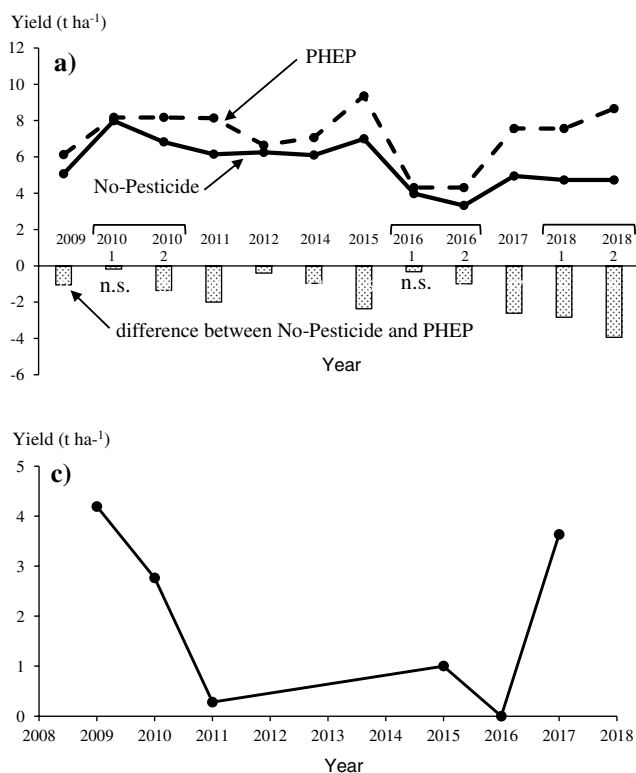 Yield (t ha-1)
a)
PHEP
No-Pesticide
12
10
8
6
4
2
0
-2
-4
-6
2009 2010 2010 2011 2012 2014 2015 2016 2016 2017 2018 2018
1 2 1 2 1 2
n.s. n.s.
difference between No-Pesticide and PHEP
Year
Yield (t ha-1)
c)
5
4
3
2
1
0
2008 2009 2010 2011 2012 2013 2014 2015 2016 2017 2018
Year